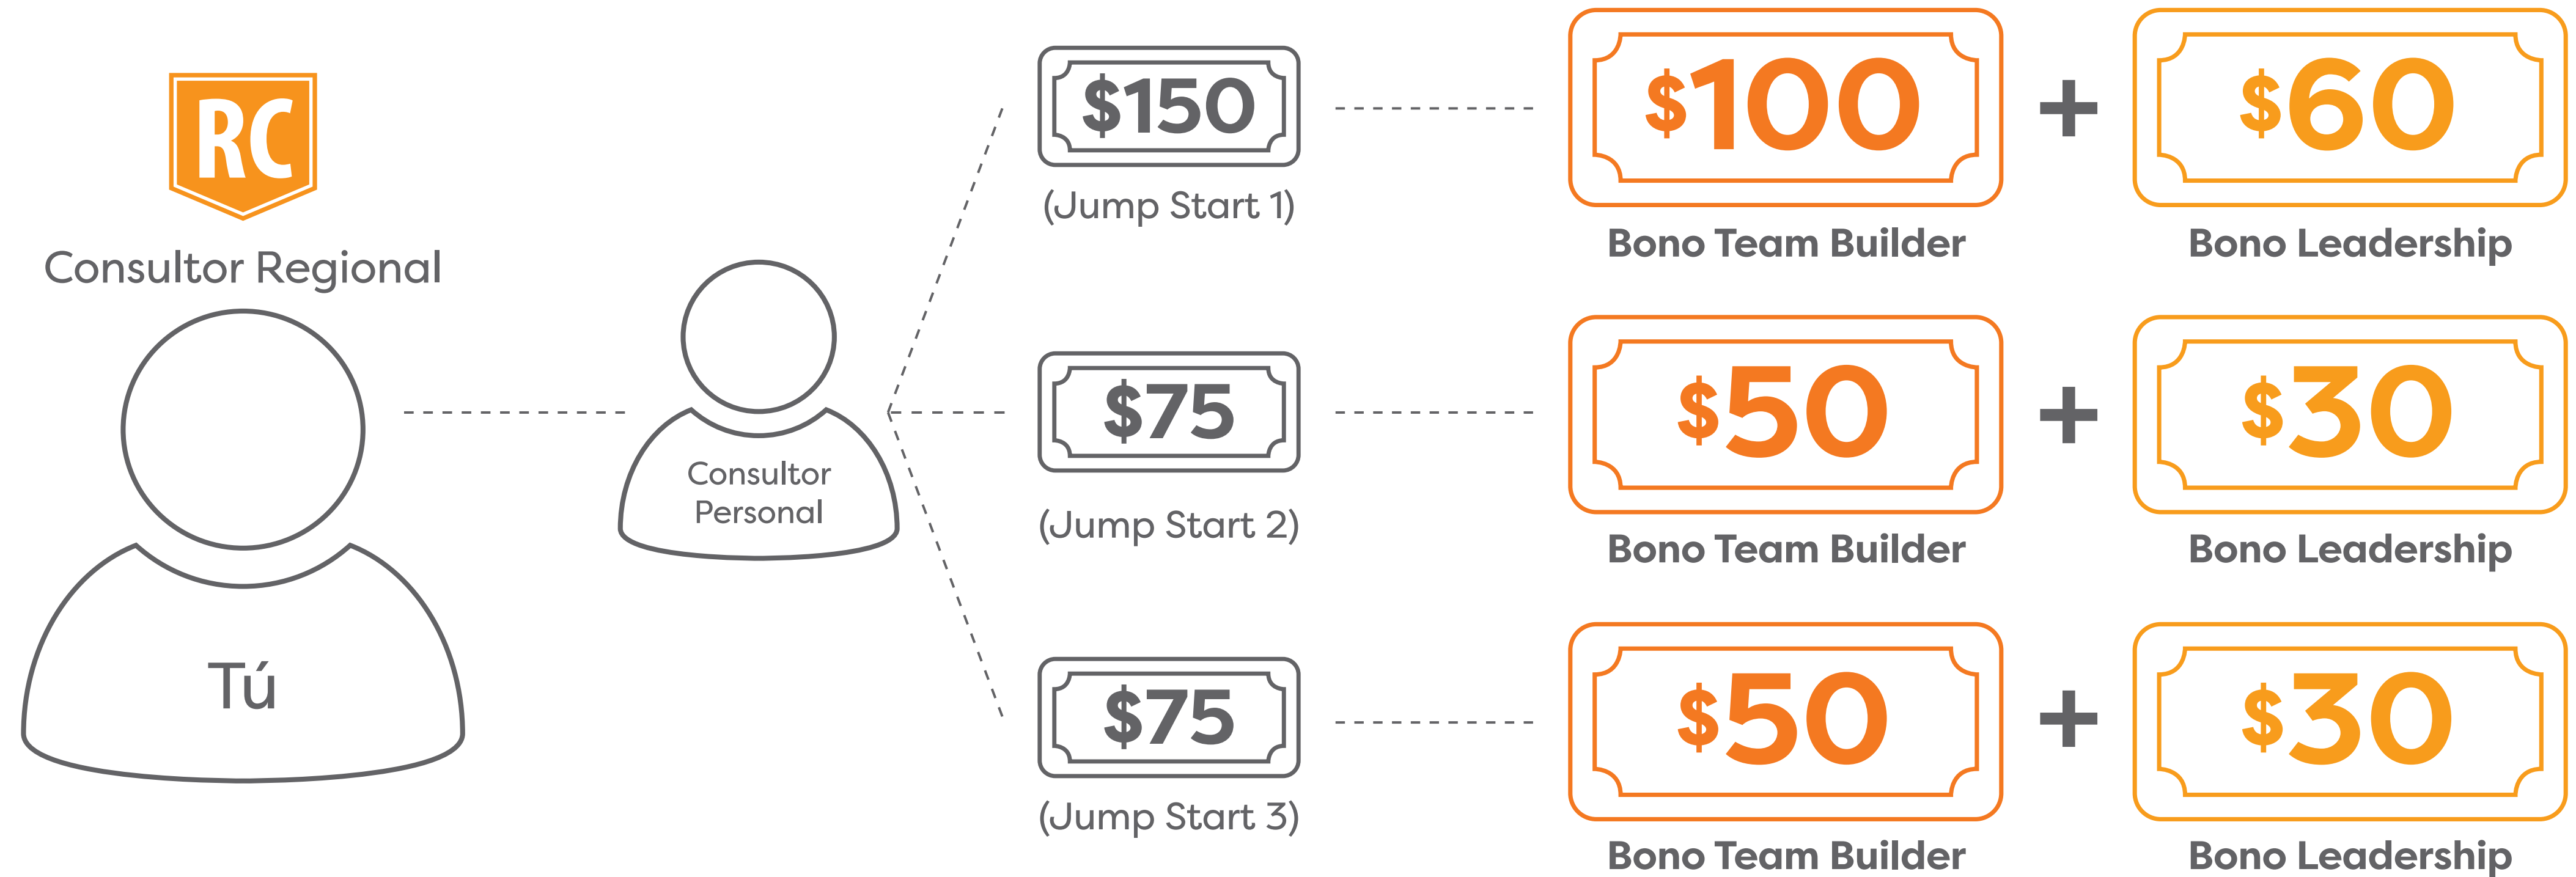 RC
Consultor Regional
Tú
Consultor
Personal
$150
(Jump Start 1)
$100
Bono Team Builder
+
$60
Bono Leadership
$75
(Jump Start 2)
$50
Bono Team Builder
+
$30
Bono Leadership
$75
(Jump Start 3)
$50
Bono Team Builder
+
$30
Bono Leadership